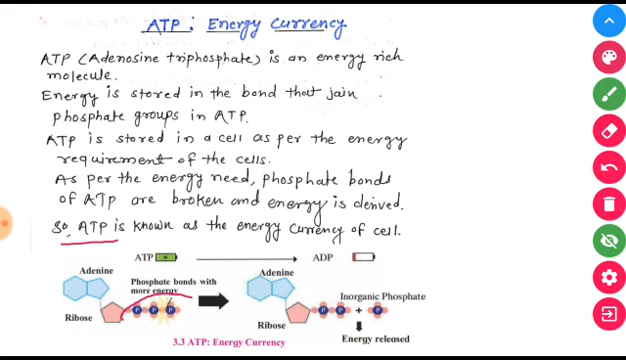 ATP : Energy Currency
ATP (Adenosine triphosphate) is an energy rich
molecule.
Energy is stored in the bond that jain
phosphate groups in ATP.
ATP is stored in a cell as per the energy
requirement of the cells.
As per the energy need, phosphate bonds
of ATP are broken and energy is derived.
So, ATP is known as the energy currency of cell.
ATP + ADP
Adenine Adenine
Phosphate bonds with
more energy
Inorganic Phosphate
P P P P P + P
Ribose Ribose
Energy released
3.3 ATP: Energy Currency